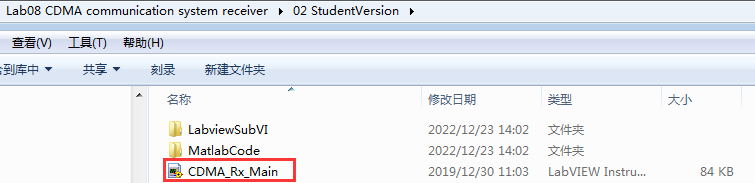 Lab08 CDMA communication system receiver 02 StudentVersion
查看(V) 工具(T) 帮助(H)
含到库中 共享 刻录 新建文件夹
名称 修改日期 类型 大小
LabviewSubVI 2022/12/23 14:02 文件夹
MatlabCode 2022/12/23 14:02 文件夹
CDMA_Rx_Main 2019/12/30 11:03 LabVIEW Instru... 84 KB